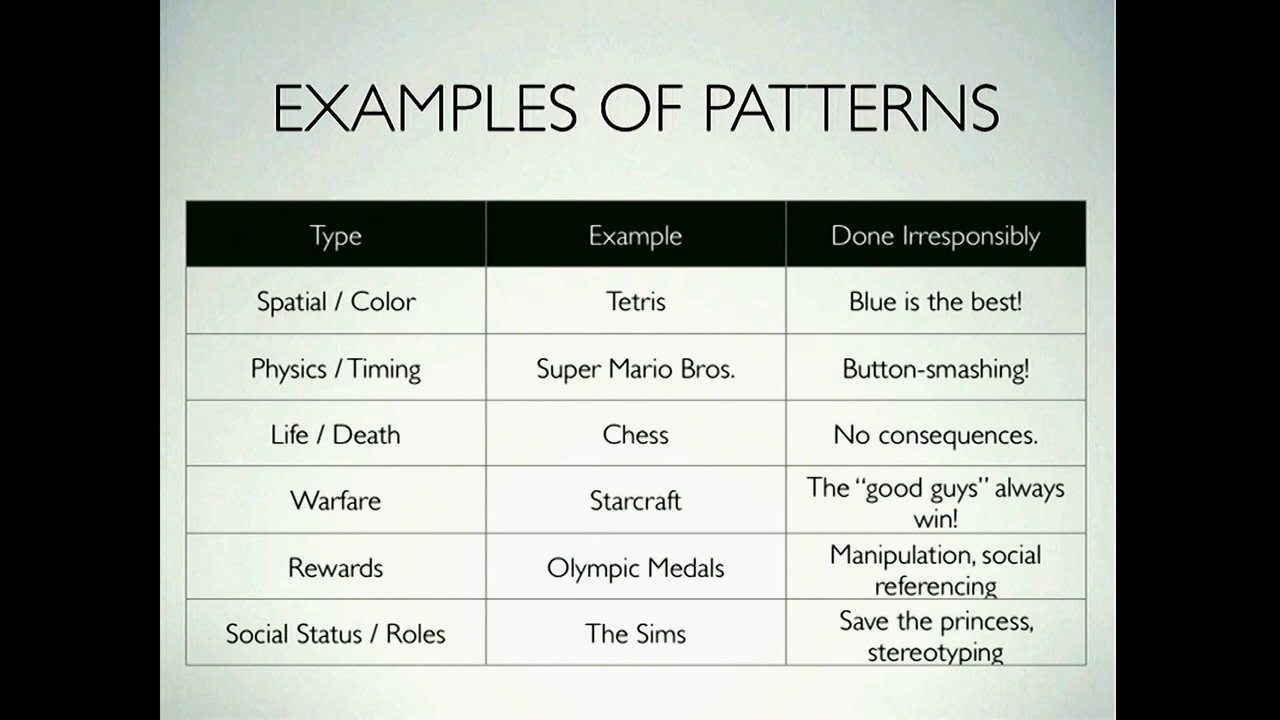 EXAMPLES OF PATTERNS
Type Example Done Irresponsibly
Spatial / Color Tetris Blue is the best!
Physics / Timing Super Mario Bros. Button-smashing!
Life / Death Chess No consequences.
Warfare Starcraft The “good guys” always
win!
Rewards Olympic Medals Manipulation, social
referencing
Social Status / Roles The Sims Save the princess,
stereotyping